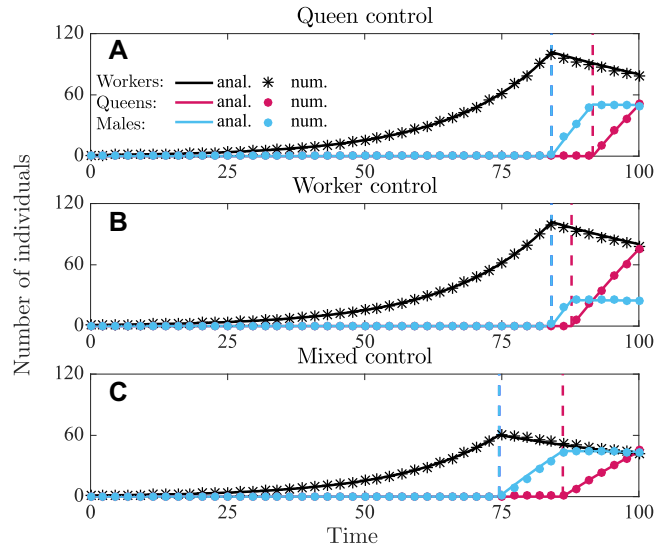 Queen control
A
120
60
0
Workers: anal. num.
Queens: anal. num.
Males: anal. num.
0 25 50 75 100
Worker control
B
120
60
0
0 25 50 75 100
Mixed control
C
120
60
0
0 25 50 75 100
Time
Number of individuals